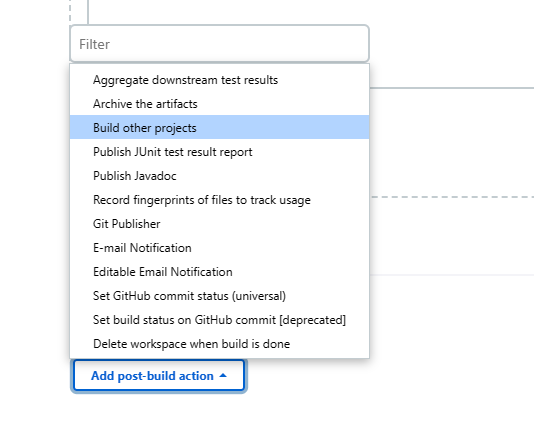 Filter
Aggregate downstream test results
Archive the artifacts
Build other projects
Publish JUnit test result report
Publish Javadoc
Record fingerprints of files to track usage
Git Publisher
E-mail Notification
Editable Email Notification
Set GitHub commit status (universal)
Set build status on GitHub commit [deprecated]
Delete workspace when build is done
Add post-build action